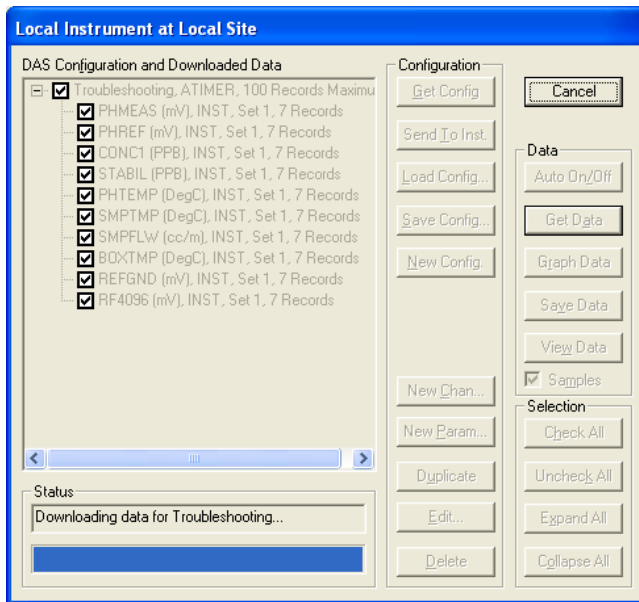 Local Instrument at Local Site
DAS Configuration and Downloaded Data
Troubleshooting, ATIMER, 100 Records Maximu
PHMEAS (mV), INST, Set 1, 7 Records
PHREF (mV), INST, Set 1, 7 Records
CONC1 (PPB), INST, Set 1, 7 Records
STABIL (PPB), INST, Set 1, 7 Records
PHTEMP (DegC), INST, Set 1, 7 Records
SMPTMP (DegC), INST, Set 1, 7 Records
SMPFLW (cc/m), INST, Set 1, 7 Records
BOXTMP (DegC), INST, Set 1, 7 Records
REFGND (mV), INST, Set 1, 7 Records
RF4096 (mV), INST, Set 1, 7 Records
Status
Downloading data for Troubleshooting...
Configuration
Get Config
Send To Inst.
Load Config...
Save Config...
New Config.
New Chan...
New Param...
Duplicate
Edit...
Delete
Cancel
Data
Auto On/Off
Get Data
Graph Data
Save Data
View Data
Samples
Selection
Check All
Uncheck All
Expand All
Collapse All